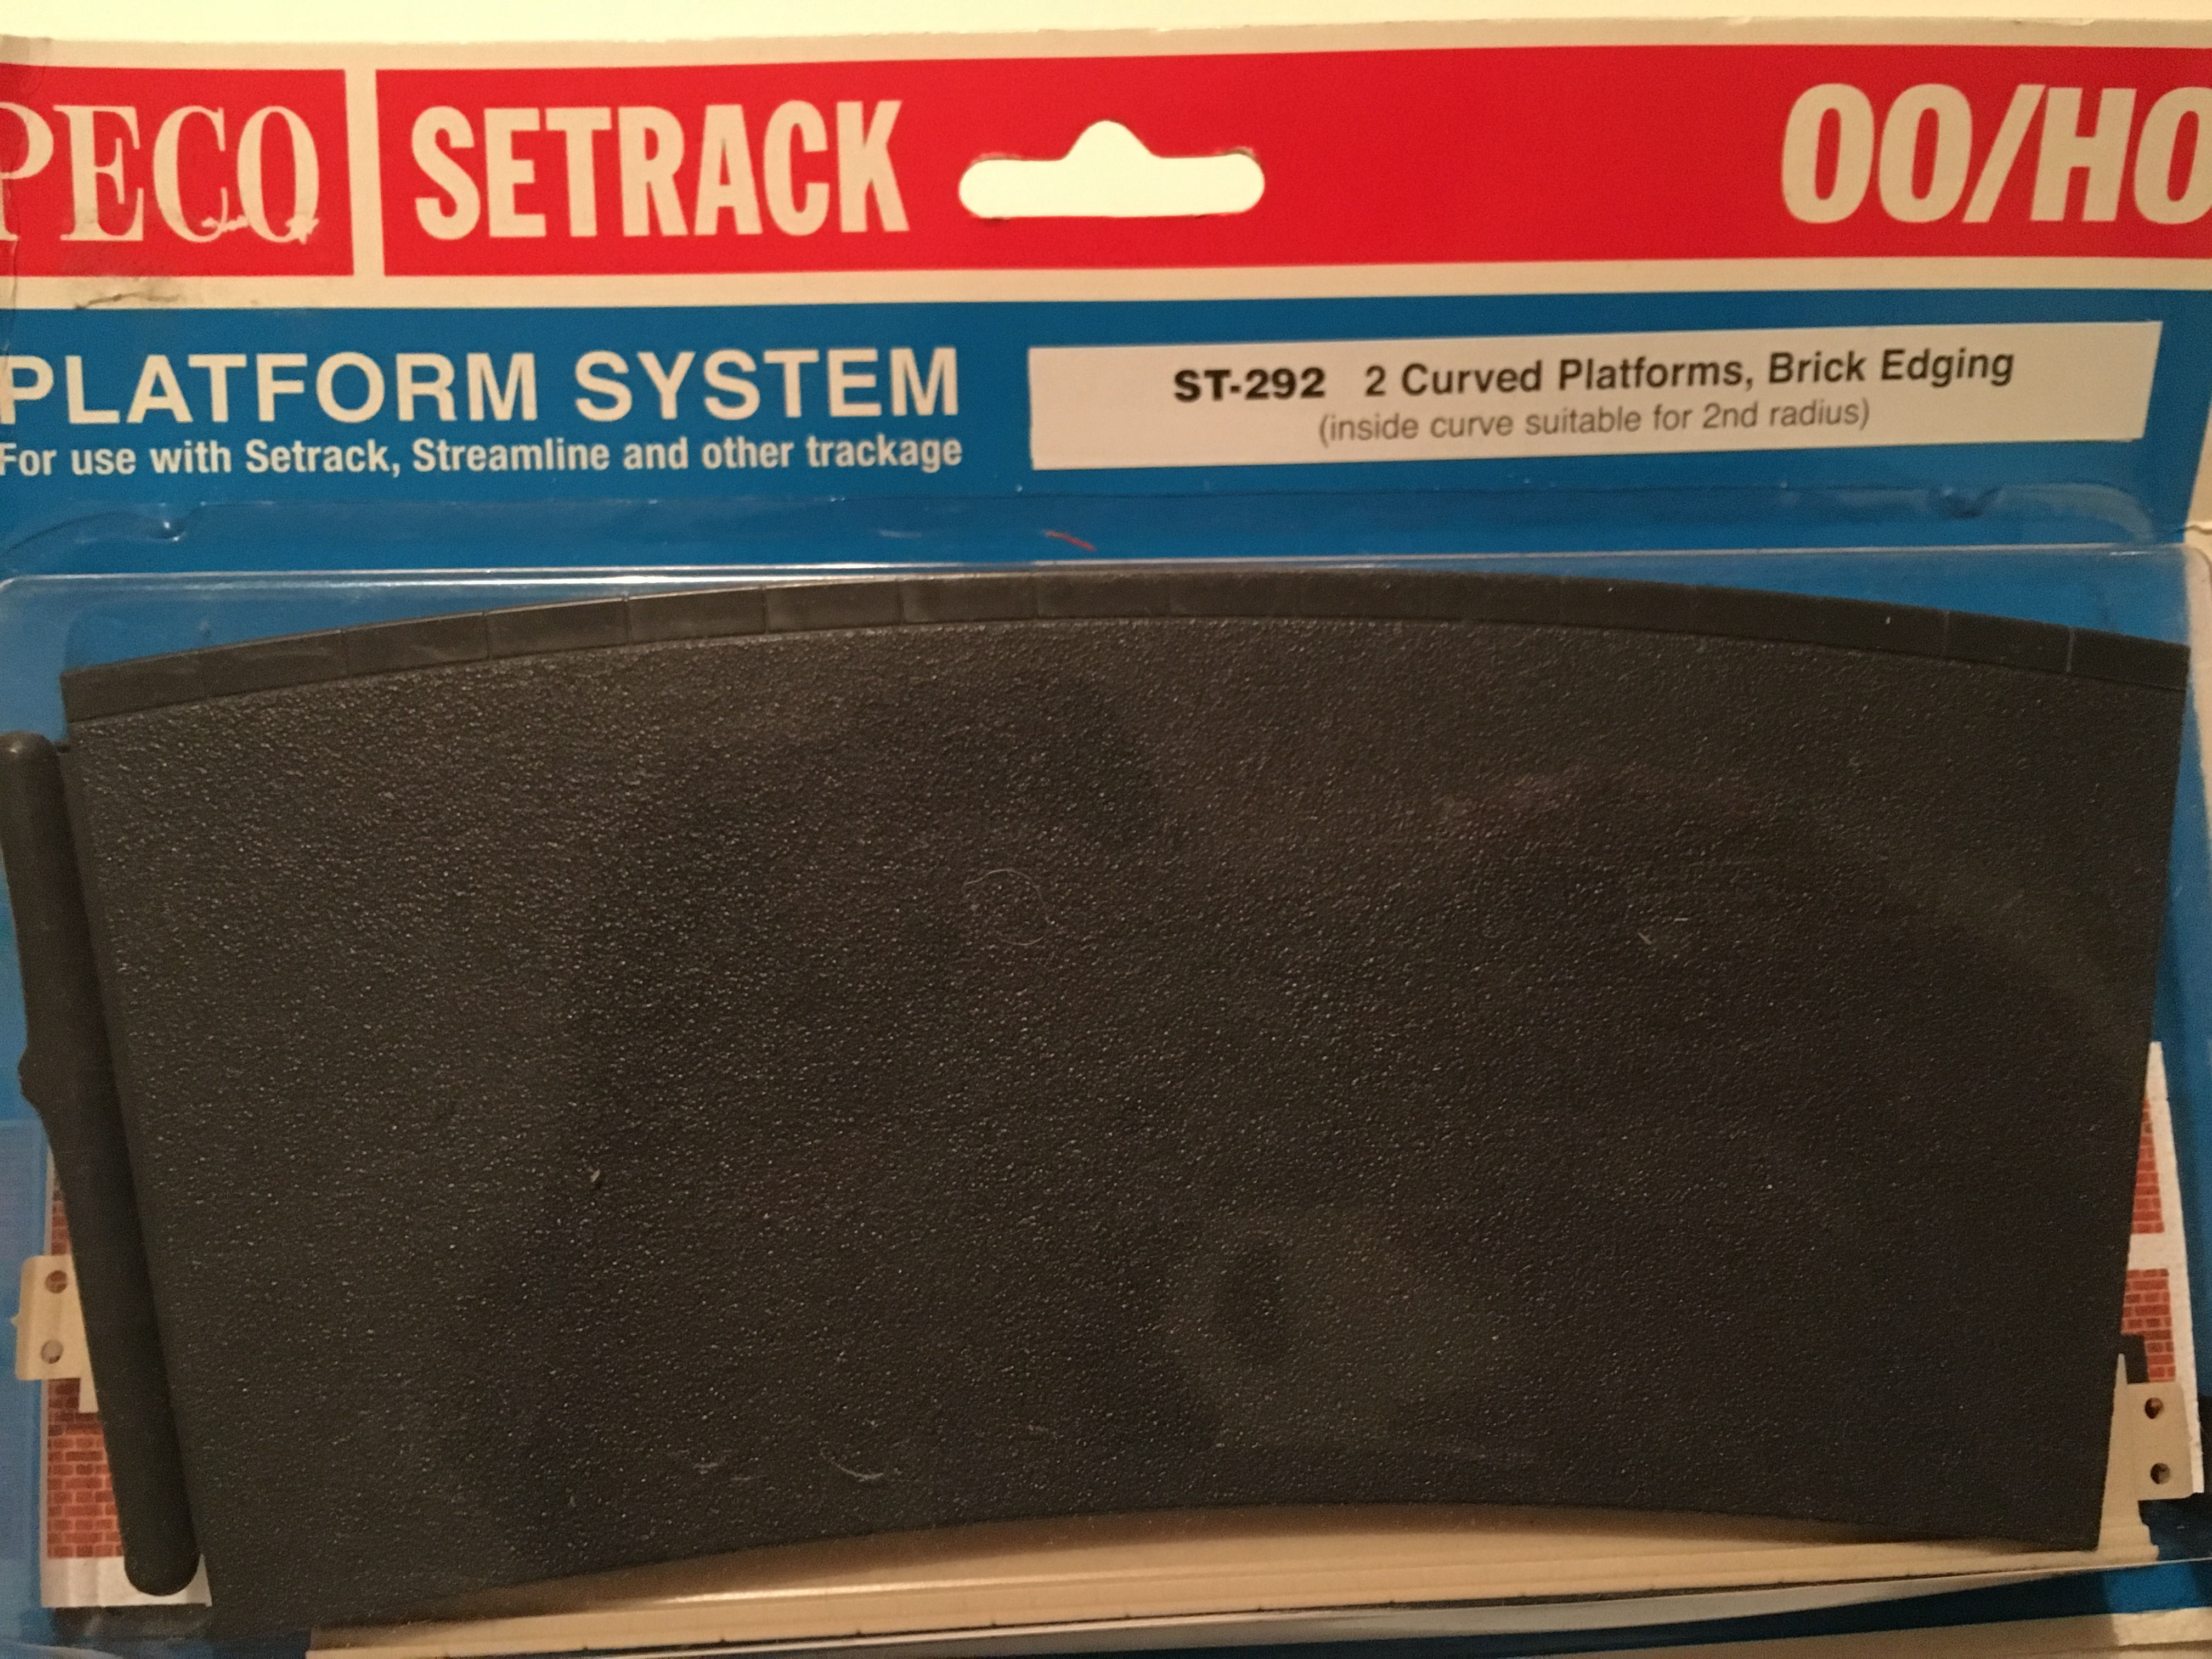 PECO SETRACK OO/HO
PLATFORM SYSTEM
For use with Setrack, Streamline and other trackage
ST-292 2 Curved Platforms, Brick Edging
(inside curve suitable for 2nd radius)